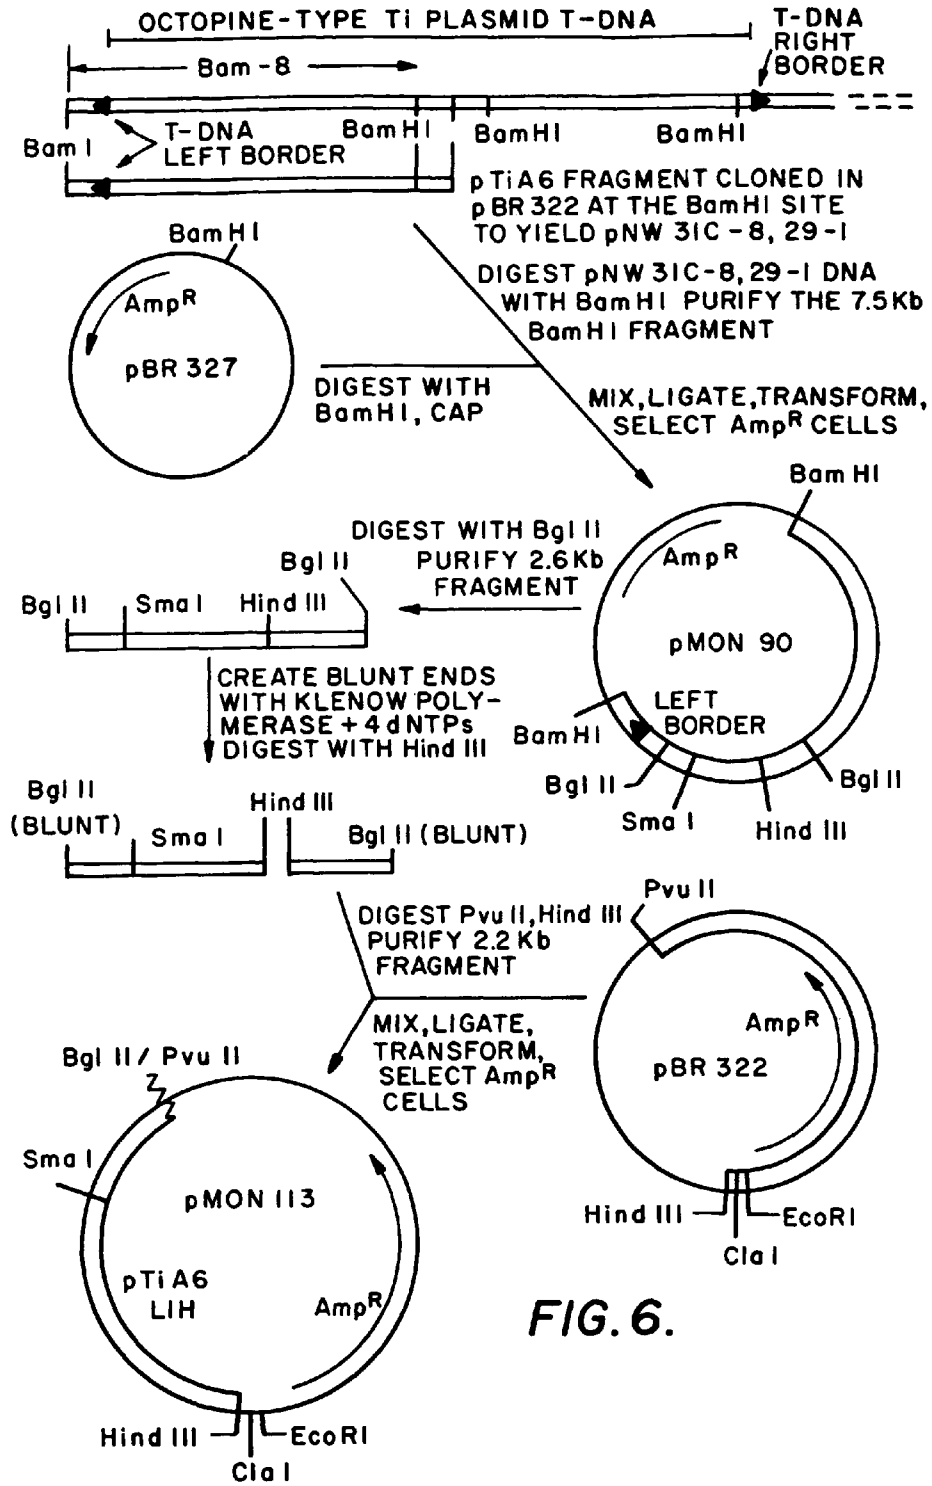 OCTOPINE-TYPE Ti PLASMID T-DNA
T-DNA
RIGHT
BORDER
Bam-8
Bam I
T-DNA
LEFT BORDER
BamHI
BamHI
BamHI
pTiA6 FRAGMENT CLONED IN
pBR 322 AT THE BamHI SITE
TO YIELD pNW 31C-8, 29-1
BamHI
AmpR
pBR 327
DIGEST pNW 31C-8, 29-1 DNA
WITH BamHI PURIFY THE 7.5Kb
BamHI FRAGMENT
DIGEST WITH
BamHI, CAP
MIX, LIGATE, TRANSFORM,
SELECT AmpR CELLS
BamHI
AmpR
pMON 90
LEFT
BORDER
BamHI
Bgl II
Sma I
Hind III
Bgl II
DIGEST WITH Bgl II
PURIFY 2.6Kb
FRAGMENT
Bgl II
Sma I
Hind III
Bgl II
CREATE BLUNT ENDS
WITH KLENOW POLY-
MERASE + 4 dNTPs
DIGEST WITH Hind III
Bgl II
(BLUNT)
Sma I
Hind III
Bgl II (BLUNT)
DIGEST Pvu II, Hind III
PURIFY 2.2 Kb
FRAGMENT
Pvu II
AmpR
pBR 322
Hind III
Cla I
EcoRI
MIX, LIGATE,
TRANSFORM,
SELECT AmpR
CELLS
Bgl II / Pvu II
Sma I
pMON 113
pTi A6
LIH
AmpR
Hind III
Cla I
EcoRI
FIG. 6.